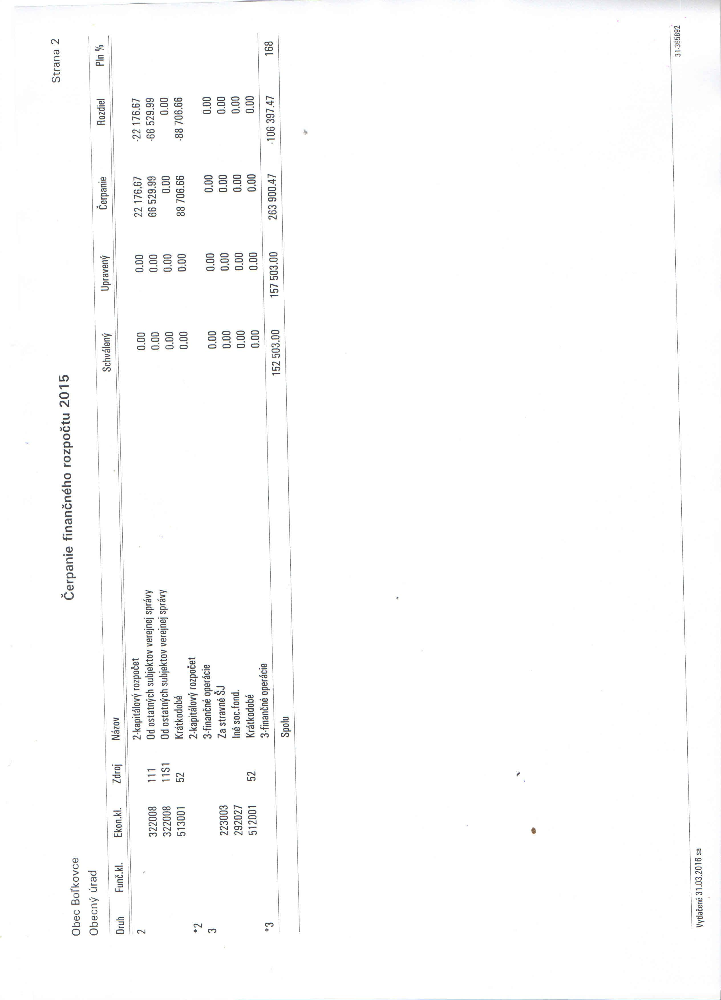 Strana 2
Čerpanie finančného rozpočtu 2015
Obec Boľkovce
Obecný úrad
Druh Funč.kl. Ekon.kl. Zdroj Názov Schválený Upravený Čerpanie Rozdiel Pln %
2 2-kapitálový rozpočet
322008 111 Od ostatných subjektov verejnej správy 0.00 0.00 22 176.67 -22 176.67
322008 11S1 Od ostatných subjektov verejnej správy 0.00 0.00 66 529.99 -66 529.99
513001 52 Krátkodobé 0.00 0.00 0.00 0.00
*2 2-kapitálový rozpočet 0.00 0.00 88 706.66 -88 706.66
3 3-finančné operácie
223003 Za stravné ŠJ 0.00 0.00 0.00 0.00
292027 Iné soc.fond. 0.00 0.00 0.00 0.00
512001 52 Krátkodobé 0.00 0.00 0.00 0.00
*3 3-finančné operácie 0.00 0.00 0.00 0.00
Spolu 152 503.00 157 503.00 263 900.47 -106 397.47 168
Vytlačené 31.03.2016 sa 31-365892